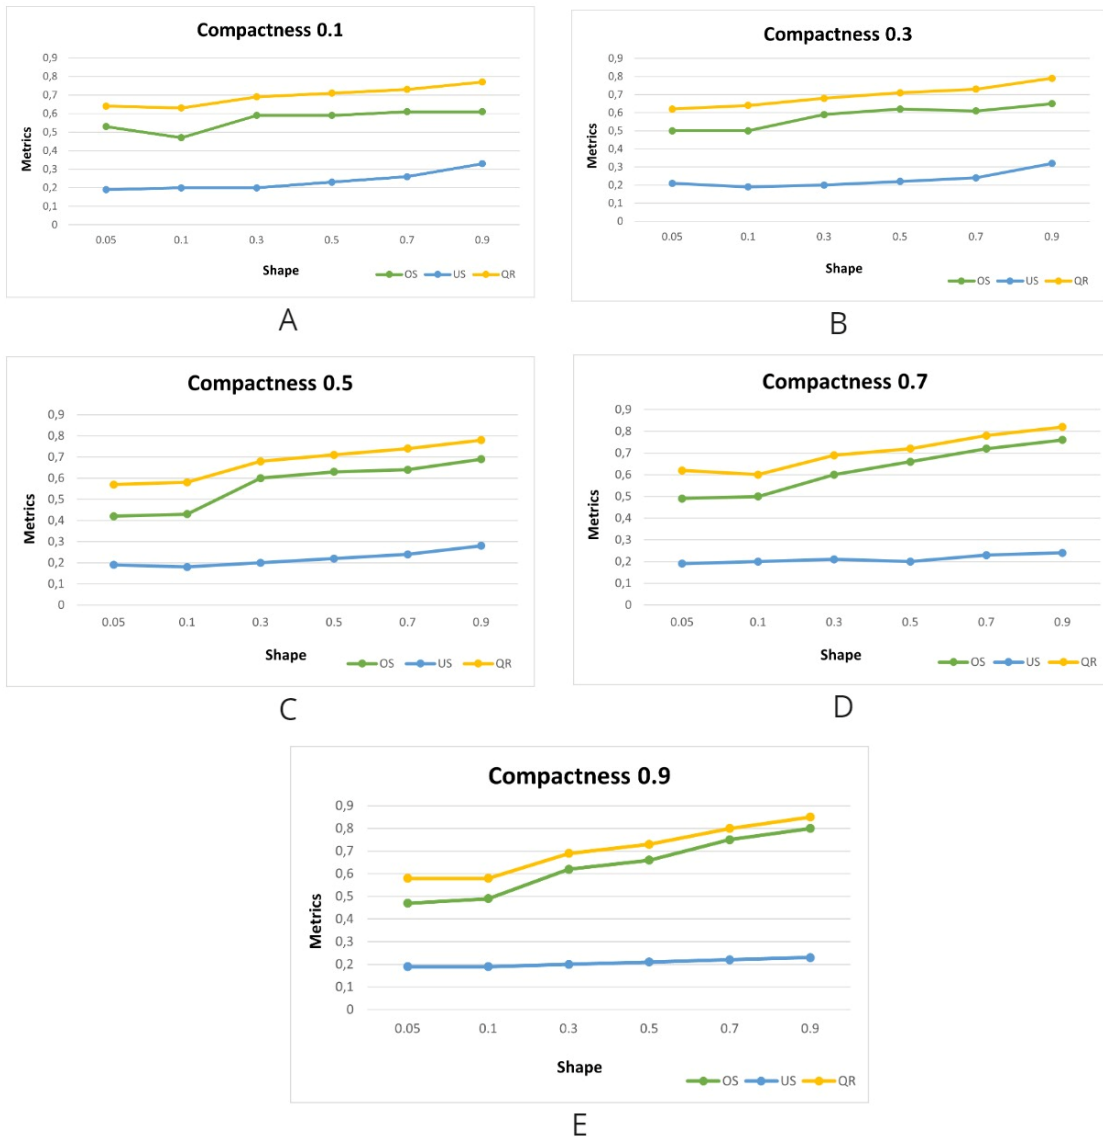 Compactness 0.1
0,9
0,8
0,7
0,6
0,5
0,4
0,3
0,2
0,1
0
Metrics
0.05 0.1 0.3 0.5 0.7 0.9
Shape
OS US QR
A
Compactness 0.3
0,9
0,8
0,7
0,6
0,5
0,4
0,3
0,2
0,1
0
Metrics
0.05 0.1 0.3 0.5 0.7 0.9
Shape
OS US QR
B
Compactness 0.5
0,9
0,8
0,7
0,6
0,5
0,4
0,3
0,2
0,1
0
Metrics
0.05 0.1 0.3 0.5 0.7 0.9
Shape
OS US QR
C
Compactness 0.7
0,9
0,8
0,7
0,6
0,5
0,4
0,3
0,2
0,1
0
Metrics
0.05 0.1 0.3 0.5 0.7 0.9
Shape
OS US QR
D
Compactness 0.9
0,9
0,8
0,7
0,6
0,5
0,4
0,3
0,2
0,1
0
Metrics
0.05 0.1 0.3 0.5 0.7 0.9
Shape
OS US QR
E